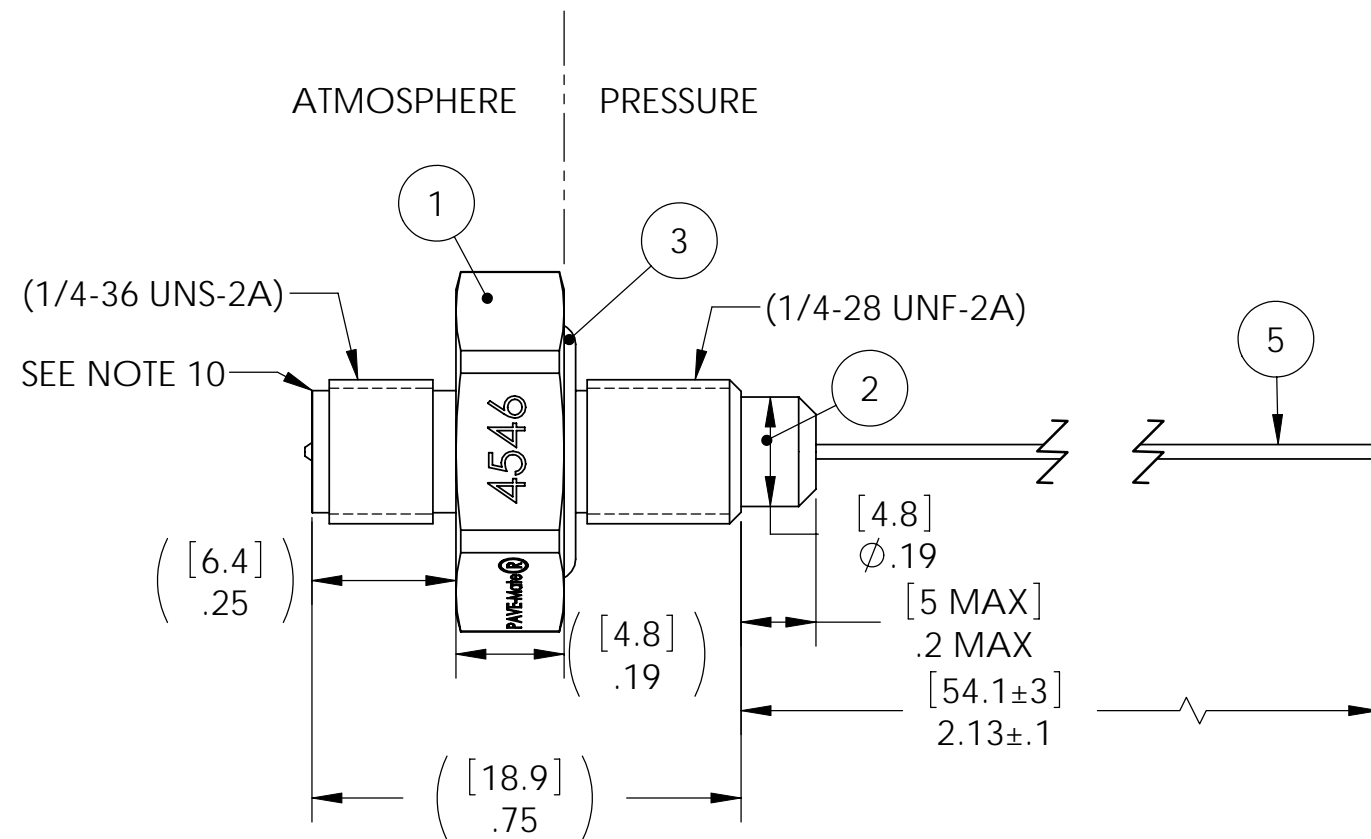 ATMOSPHERE PRESSURE
1
3
(1/4-36 UNS-2A)
(1/4-28 UNF-2A)
5
SEE NOTE 10
2
4546
[4.8]
Ø.19
[6.4]
.25
PAVE-Mate®
[5 MAX]
.2 MAX
[4.8]
.19
[54.1±3]
2.13±.1
([18.9])
.75